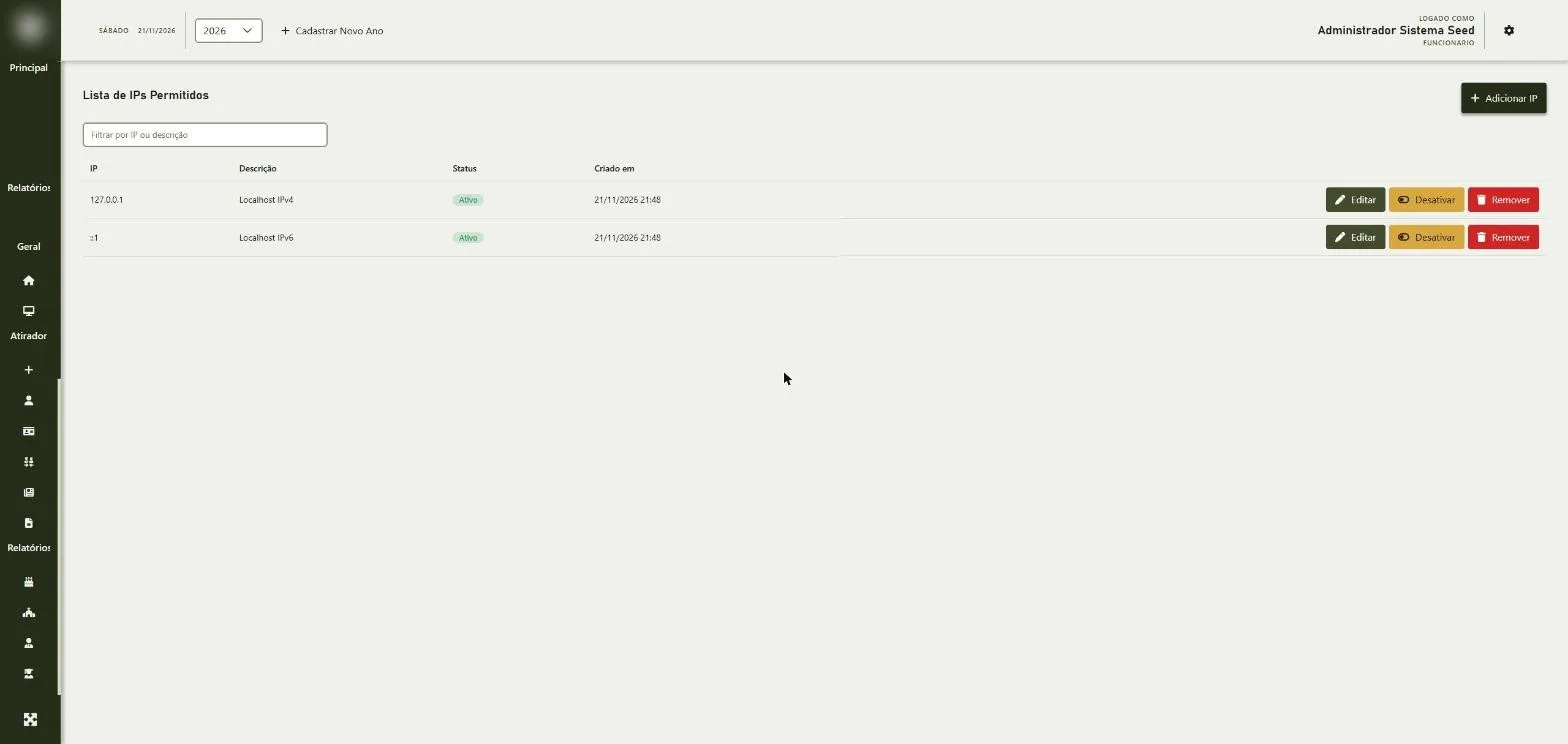 Principal
Relatórios
Geral
Atirador
Relatórios
SÁBADO 21/11/2026
2026
+ Cadastrar Novo Ano
LOGADO COMO
Administrador Sistema Seed
FUNCIONARIO
Lista de IPs Permitidos
+ Adicionar IP
Filtrar por IP ou descrição
IP Descrição Status Criado em
127.0.0.1 Localhost IPv4 Ativo 21/11/2026 21:48 Editar Desativar Remover
::1 Localhost IPv6 Ativo 21/11/2026 21:48 Editar Desativar Remover